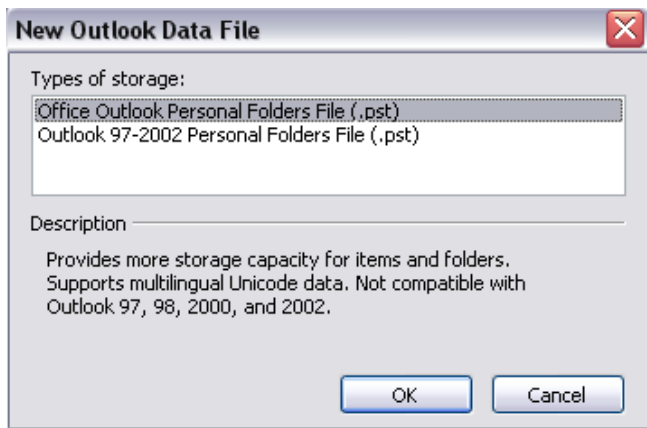 New Outlook Data File
Types of storage:
Office Outlook Personal Folders File (.pst)
Outlook 97-2002 Personal Folders File (.pst)
Description
Provides more storage capacity for items and folders.
Supports multilingual Unicode data. Not compatible with
Outlook 97, 98, 2000, and 2002.
OK
Cancel